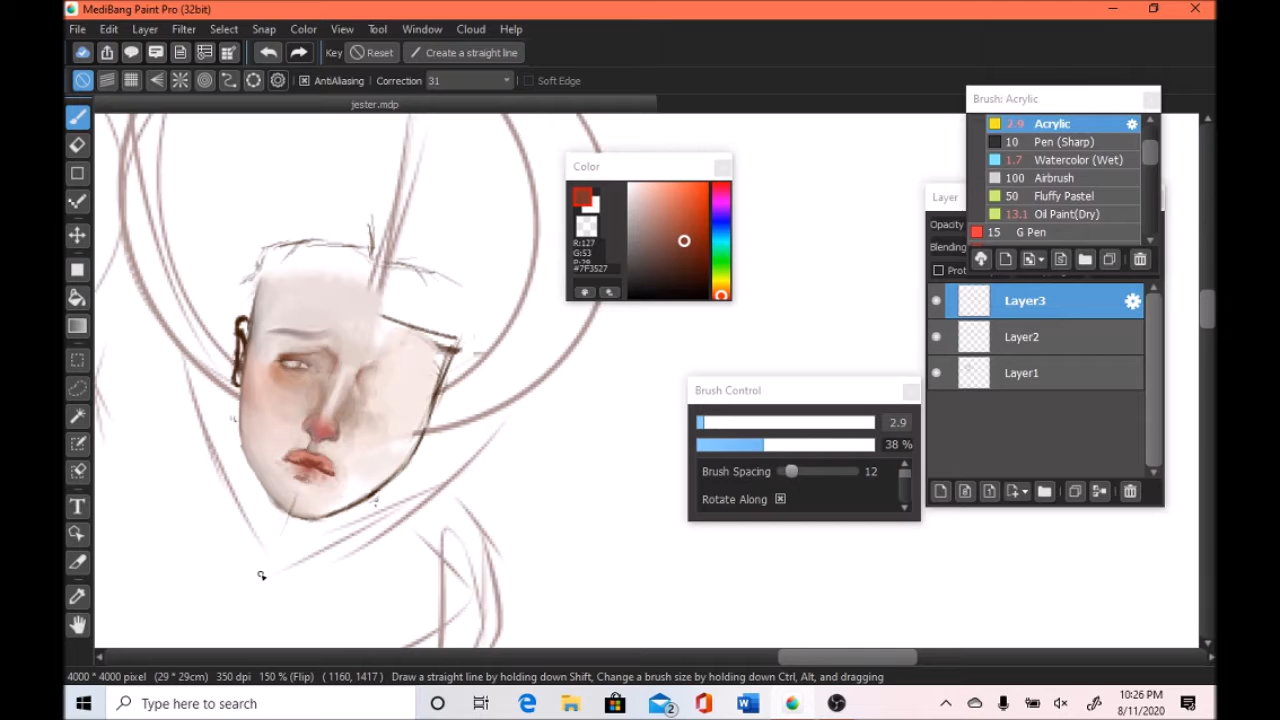 MediBang Paint Pro (32bit)
File Edit Layer Filter Select Snap Color View Tool Window Cloud Help
Key Reset Create a straight line
AntiAliasing Correction 31 Soft Edge
jester.mdp
Brush: Acrylic
2.9 Acrylic
10 Pen (Sharp)
1.7 Watercolor (Wet)
100 Airbrush
50 Fluffy Pastel
13.1 Oil Paint(Dry)
15 G Pen
Color
R:127
G:53
#7F3527
Layer
Opacity
Blending
Prot
Layer3
Layer2
Layer1
Brush Control
2.9
38 %
Brush Spacing 12
Rotate Along
T
4000 * 4000 pixel (29 * 29cm) 350 dpi 150 % (Flip) ( 1160, 1417 ) Draw a straight line by holding down Shift, Change a brush size by holding down Ctrl, Alt, and dragging
Type here to search
2
10:26 PM
8/11/2020